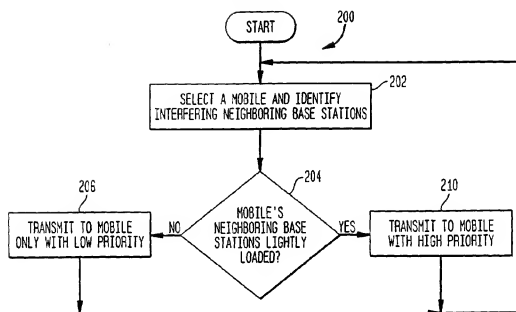 START
200
SELECT A MOBILE AND IDENTIFY
INTERFERING NEIGHBORING BASE STATIONS
202
204
MOBILE'S
NEIGHBORING BASE
STATIONS LIGHTLY
LOADED?
NO
YES
206
TRANSMIT TO MOBILE
ONLY WITH LOW PRIORITY
210
TRANSMIT TO MOBILE
WITH HIGH PRIORITY